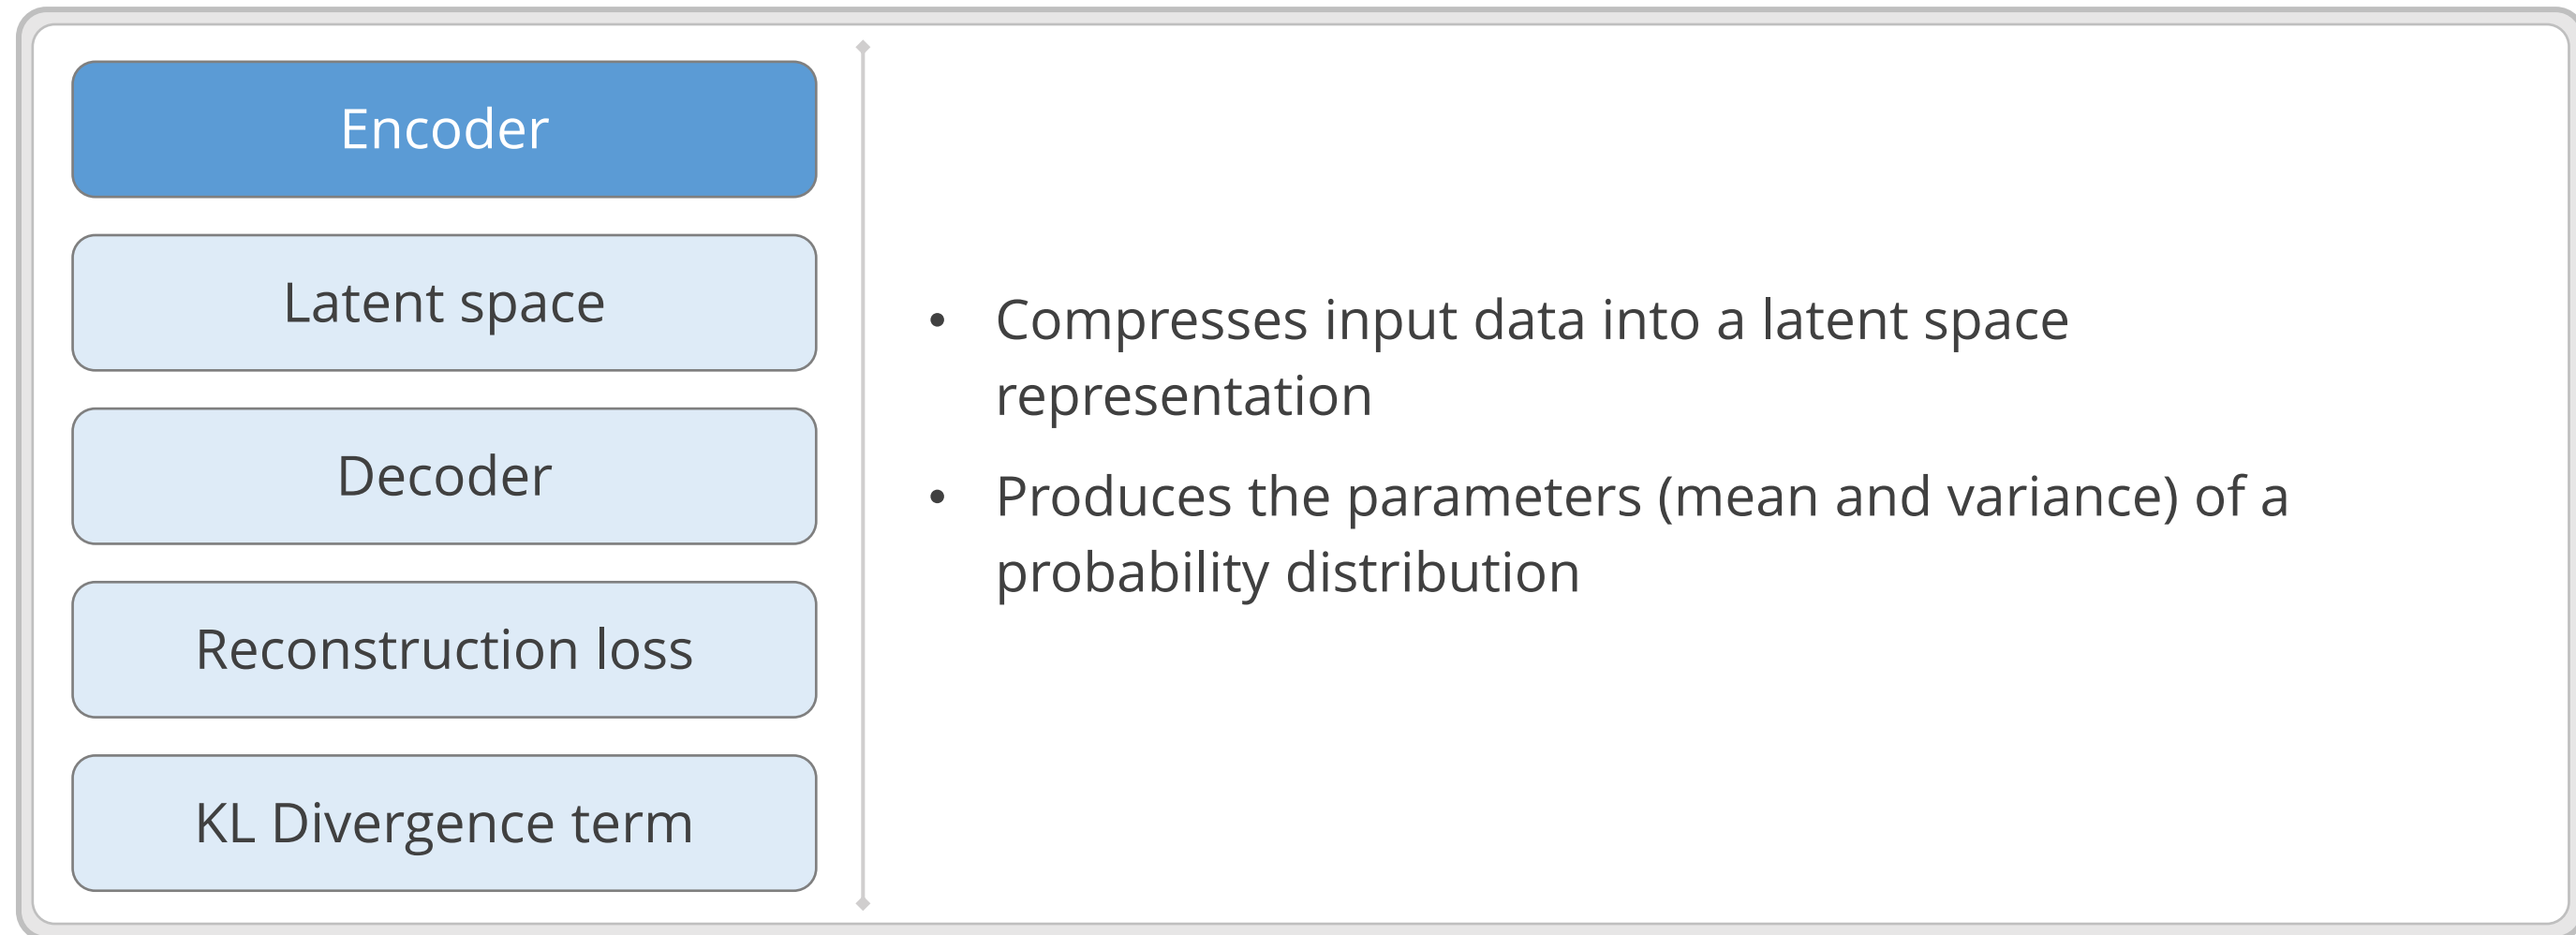 Encoder
Latent space
Decoder
Reconstruction loss
KL Divergence term
• Compresses input data into a latent space
representation
• Produces the parameters (mean and variance) of a
probability distribution